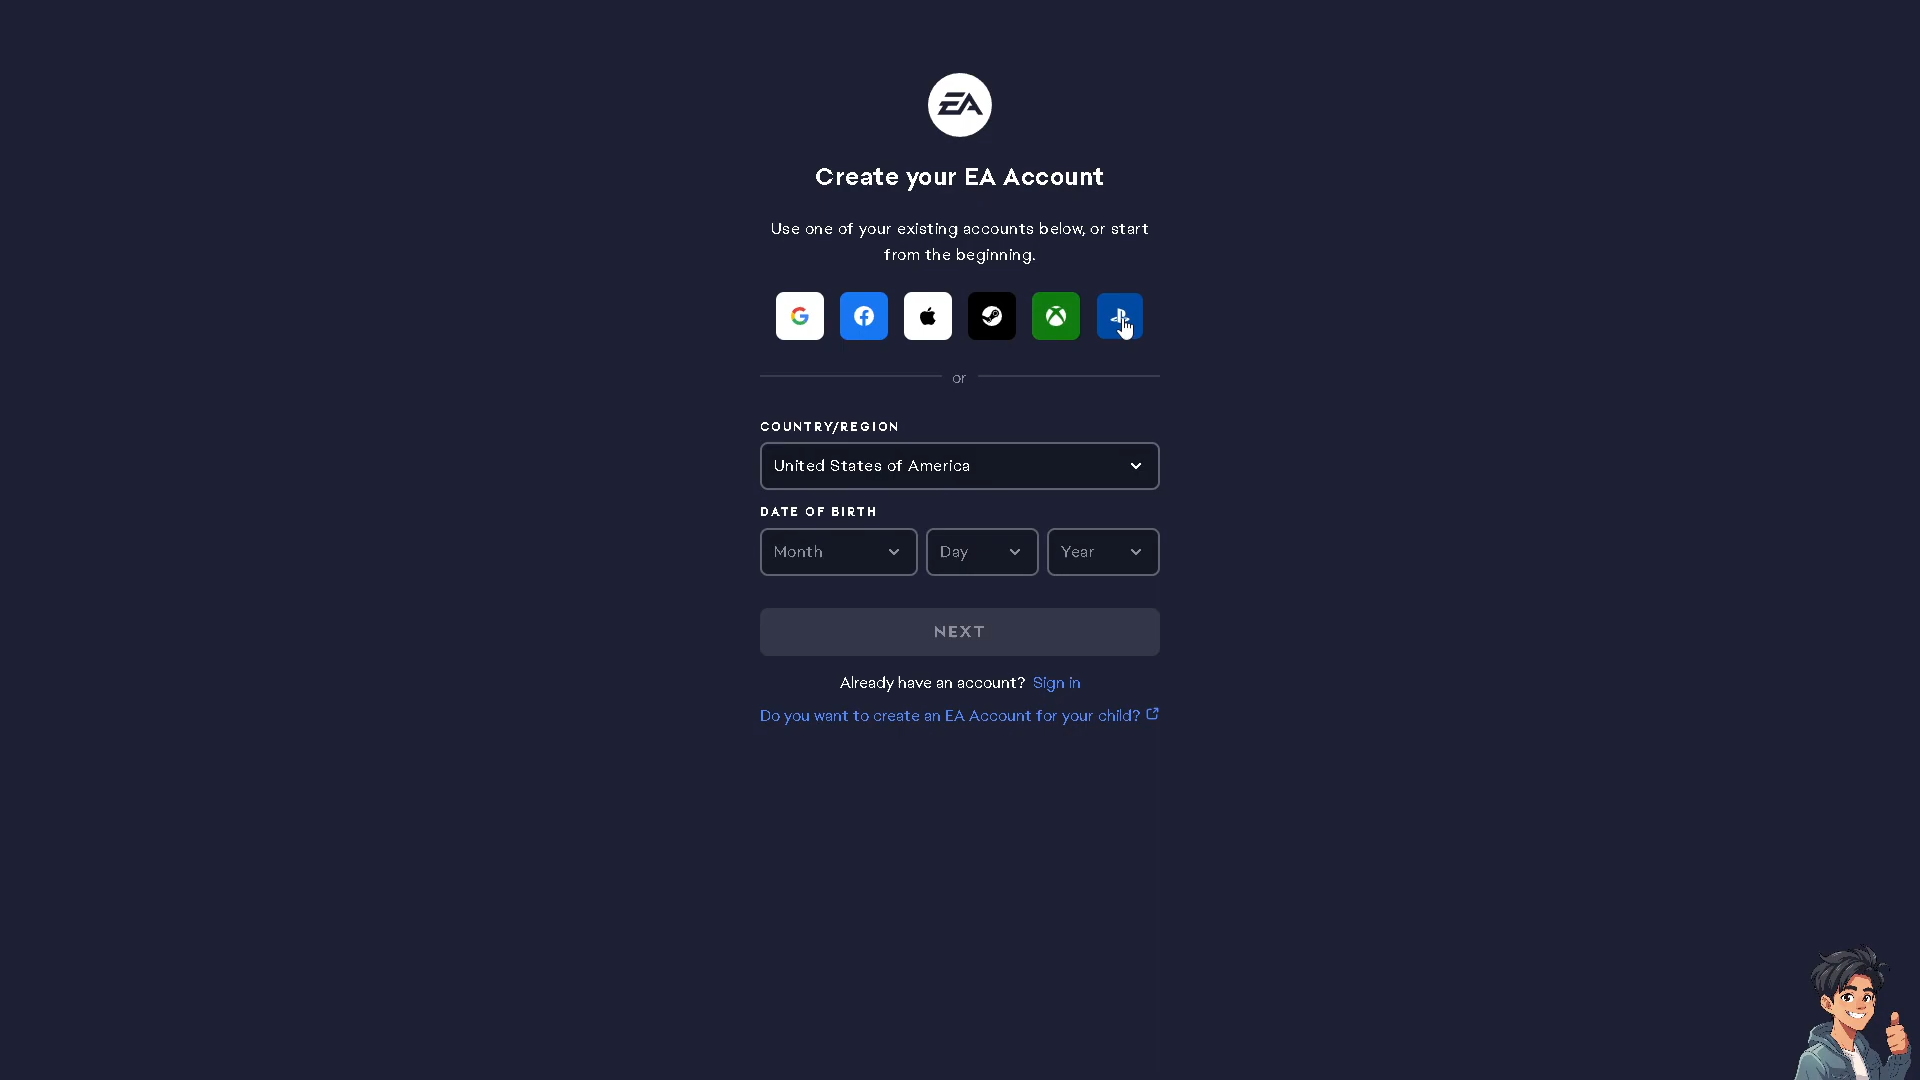 EA
Create your EA Account
Use one of your existing accounts below, or start
from the beginning.
or
COUNTRY/REGION
United States of America
DATE OF BIRTH
Month Day Year
NEXT
Already have an account? Sign in
Do you want to create an EA Account for your child?